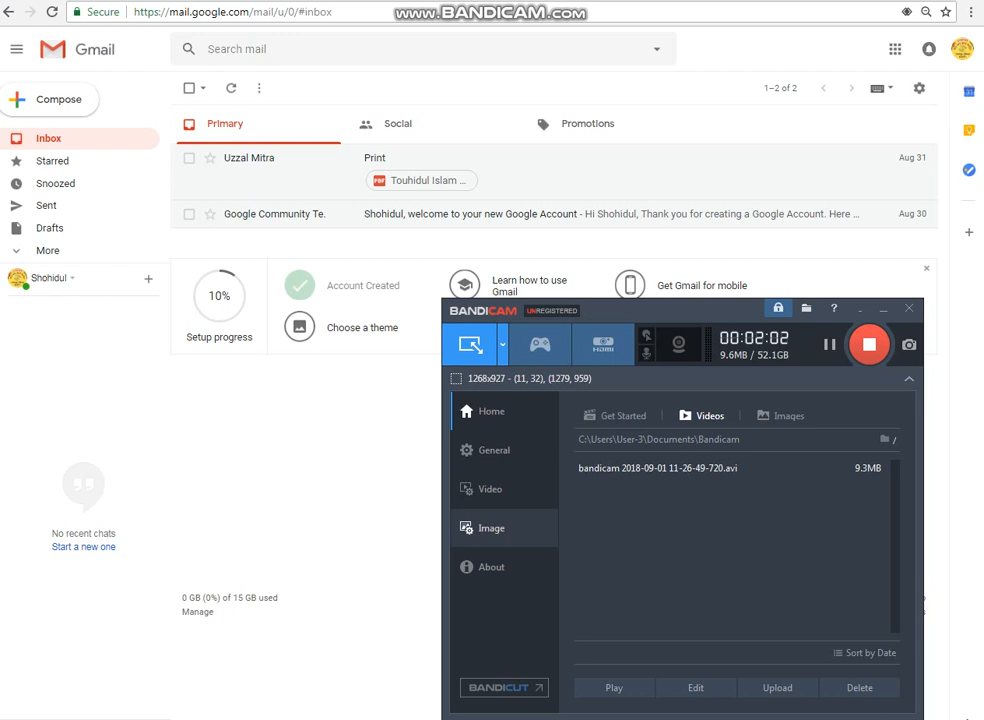 Secure
https://mail.google.com/mail/u/0/#inbox
www.BANDICAM.com
Gmail
Search mail
Compose
1–2 of 2
Inbox
Starred
Snoozed
Sent
Drafts
More
Shohidul
Primary
Social
Promotions
Uzzal Mitra
Print
Aug 31
PDF
Touhidul Islam ...
Google Community Te.
Shohidul, welcome to your new Google Account - Hi Shohidul, Thank you for creating a Google Account. Here ...
Aug 30
10%
Setup progress
Account Created
Learn how to use Gmail
Get Gmail for mobile
Choose a theme
No recent chats
Start a new one
0 GB (0%) of 15 GB used
Manage
BANDICAM
UNREGISTERED
HDMI
00:02:02
9.6MB / 52.1GB
1268x927 - (11, 32), (1279, 959)
Home
General
Video
Image
About
BANDICUT
Get Started
Videos
Images
C:\Users\User-3\Documents\Bandicam
/
bandicam 2018-09-01 11-26-49-720.avi
9.3MB
Sort by Date
Play
Edit
Upload
Delete